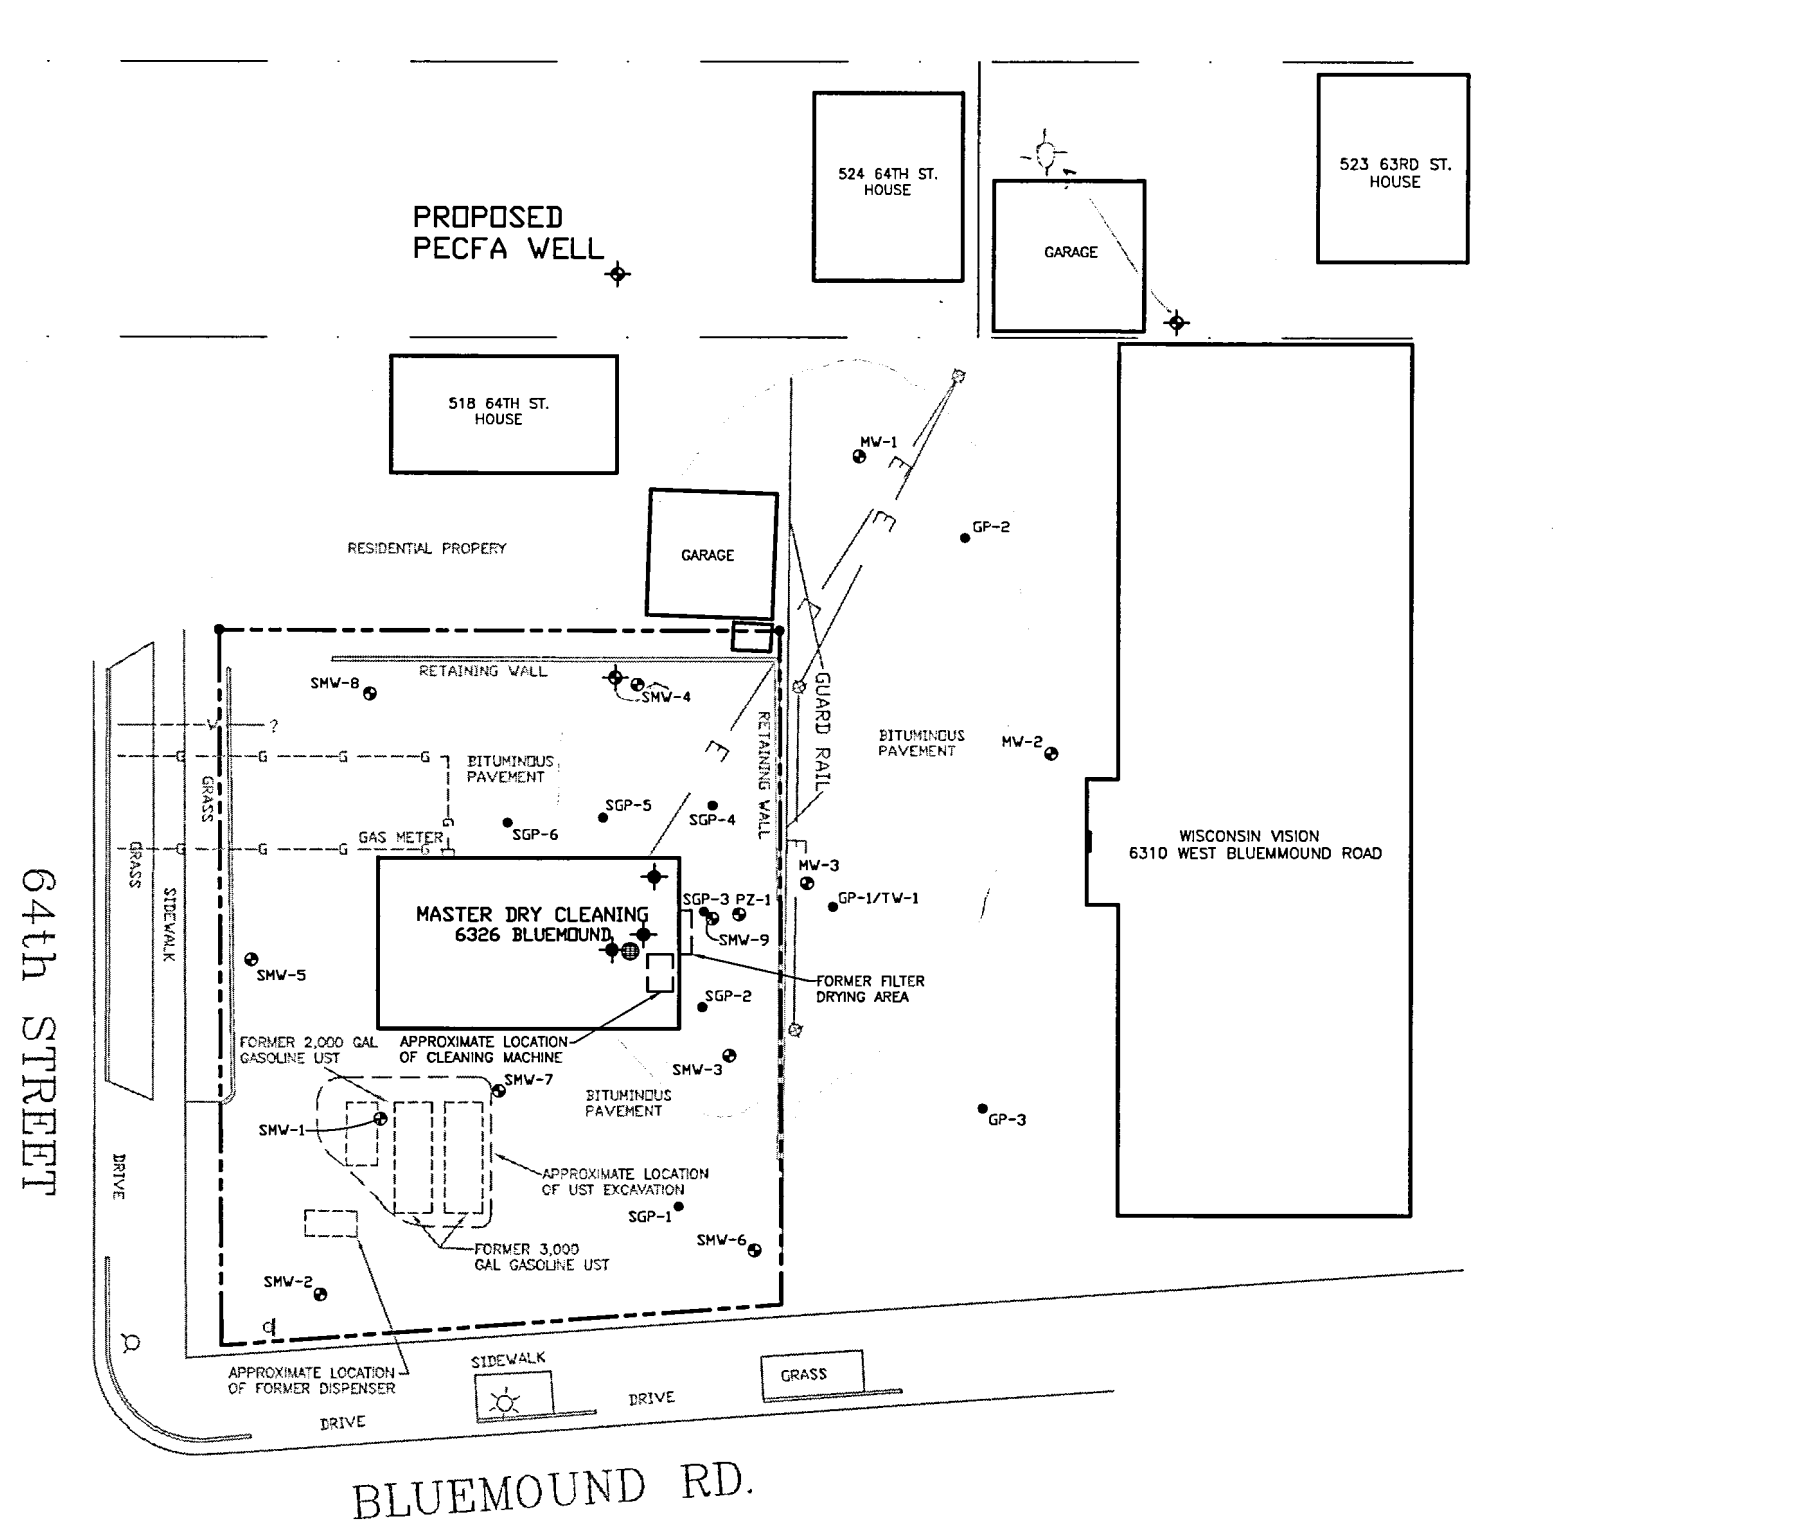 524 64TH ST.
HOUSE
523 63RD ST.
HOUSE
PROPOSED
PECFA WELL
GARAGE
518 64TH ST.
HOUSE
MW-1
GP-2
RESIDENTIAL PROPERY
GARAGE
E
E
E
RETAINING WALL
SMW-8
SMW-4
GUARD RAIL
RETAINING WALL
E
V
?
G G G G
BITUMINOUS
PAVEMENT
BITUMINOUS
PAVEMENT
MW-2
GRASS
SGP-5
SGP-4
SGP-6
G
GAS METER
G G G G
GRASS
WISCONSIN VISION
6310 WEST BLUEMMOUND ROAD
E
MW-3
SIDEWALK
SGP-3 PZ-1
GP-1/TW-1
MASTER DRY CLEANING
6326 BLUEMOUND
SMW-9
SMW-5
FORMER FILTER
DRYING AREA
SGP-2
64th STREET
FORMER 2,000 GAL
GASOLINE UST
APPROXIMATE LOCATION
OF CLEANING MACHINE
SMW-3
SMW-7
BITUMINOUS
PAVEMENT
SMW-1
GP-3
DRIVE
APPROXIMATE LOCATION
OF UST EXCAVATION
SGP-1
SMW-6
FORMER 3,000
GAL GASOLINE UST
SMW-2
APPROXIMATE LOCATION
OF FORMER DISPENSER
SIDEWALK
GRASS
DRIVE
DRIVE
BLUEMOUND RD.